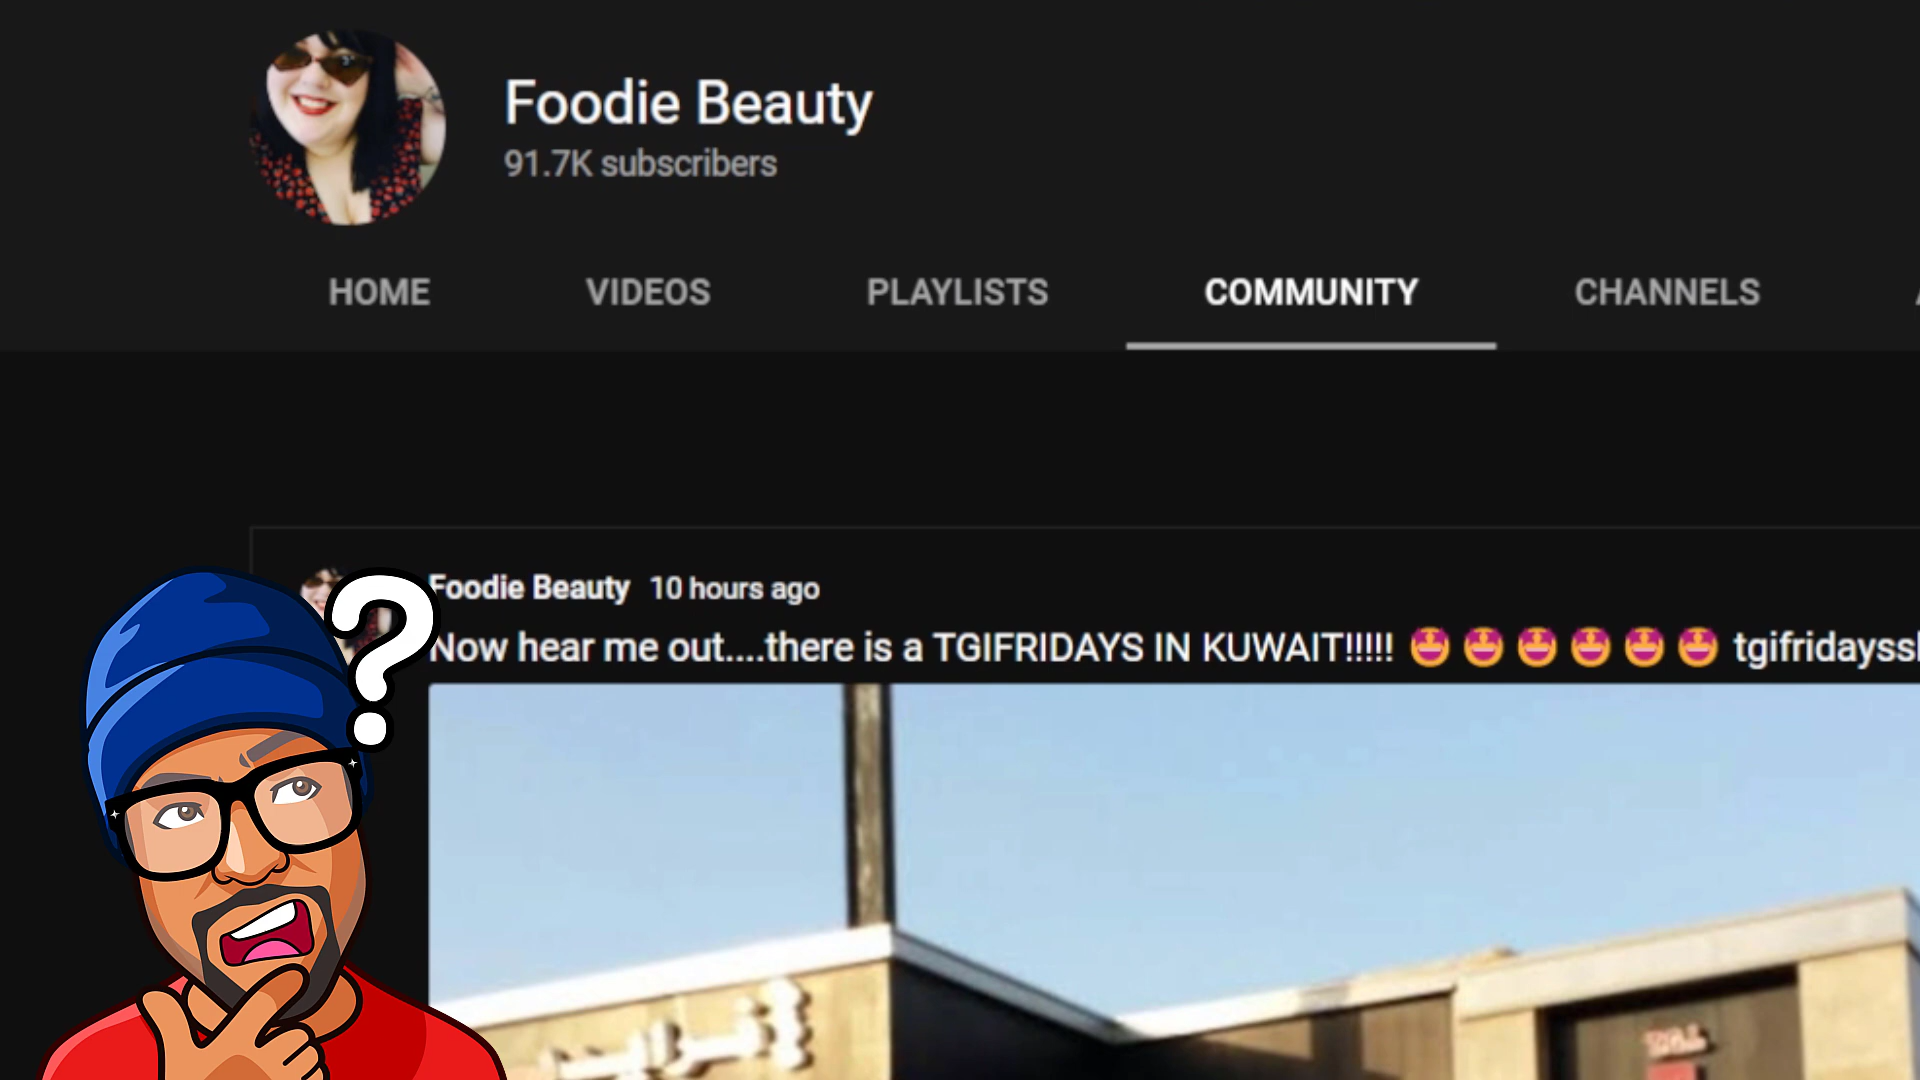 Foodie Beauty
91.7K subscribers
HOME VIDEOS PLAYLISTS COMMUNITY CHANNELS
?
Foodie Beauty 10 hours ago
Now hear me out....there is a TGIFRIDAYS IN KUWAIT!!!!! 🤩🤩🤩🤩🤩🤩